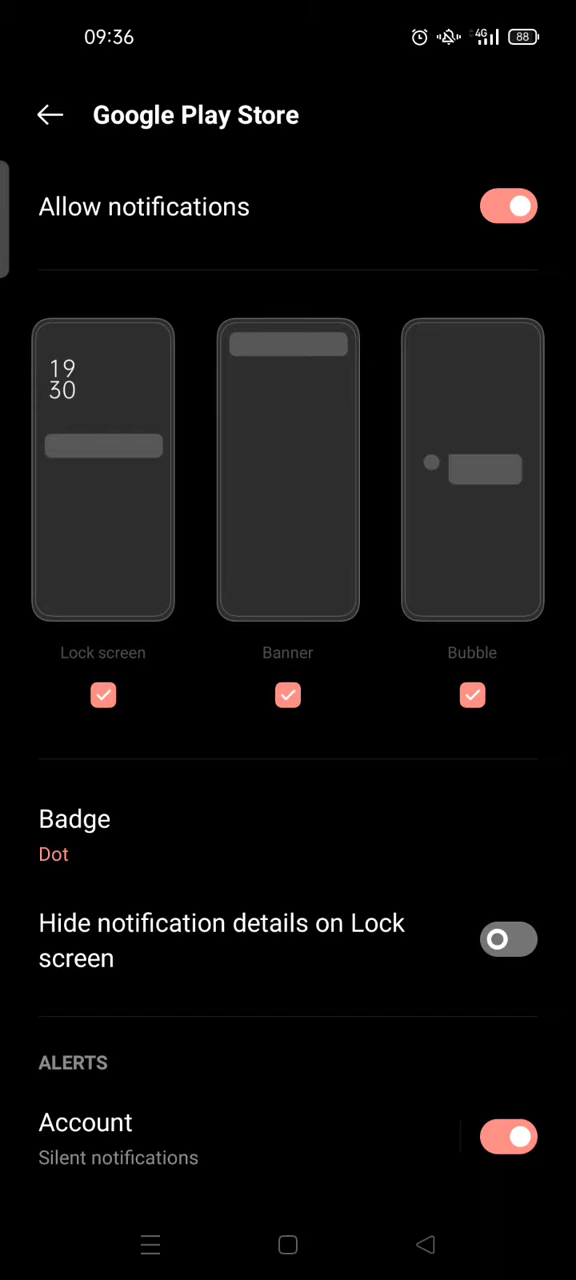 09:36
4G
88
Google Play Store
Allow notifications
19
30
Lock screen
Banner
Bubble
Badge
Dot
Hide notification details on Lock
screen
ALERTS
Account
Silent notifications